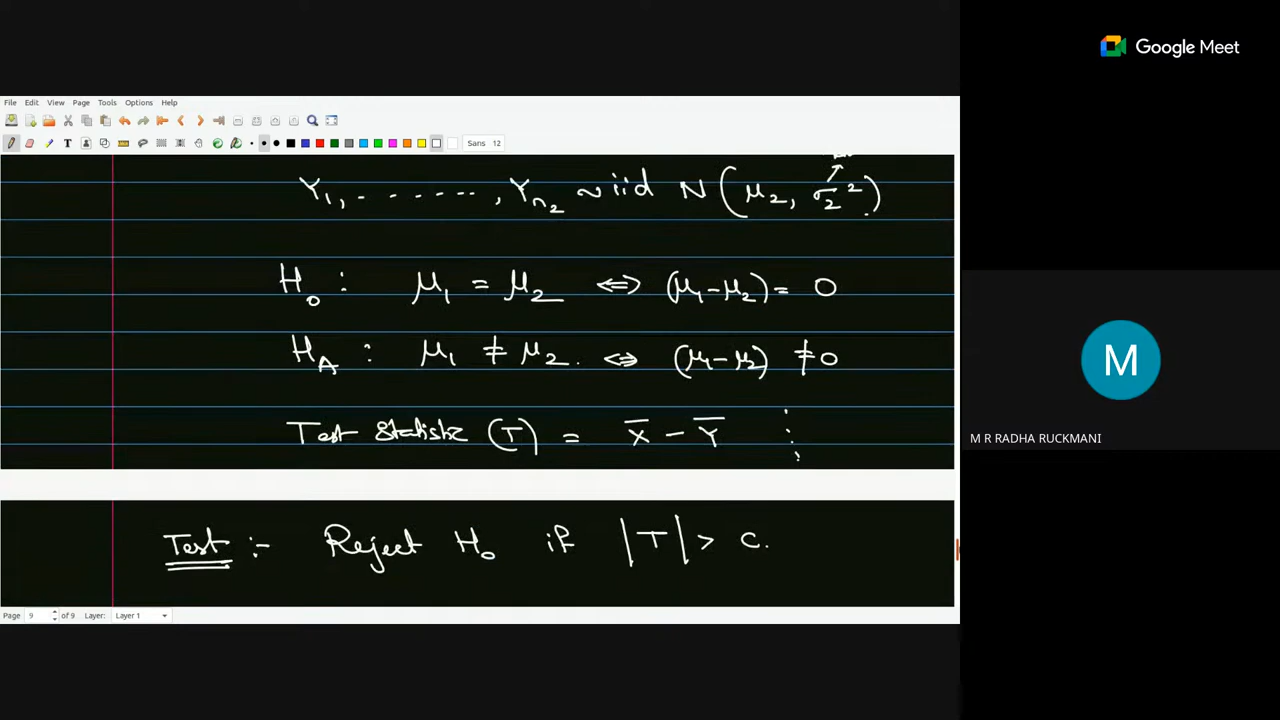 Google Meet
File Edit View Page Tools Options Help
Sans 12
Y₁, . . . . . . , Yₙ₂ ~ iid N(μ₂, σ₂²)
H₀ : μ₁ = μ₂ ⇔ (μ₁-μ₂) = 0
H_A : μ₁ ≠ μ₂. ⇔ (μ₁-μ₂) ≠ 0
Test Statistic (T) = X̄ - Ȳ
M R RADHA RUCKMANI
M
Test :- Reject H₀ if |T| > c.
Page 9 of 9 Layer: Layer 1